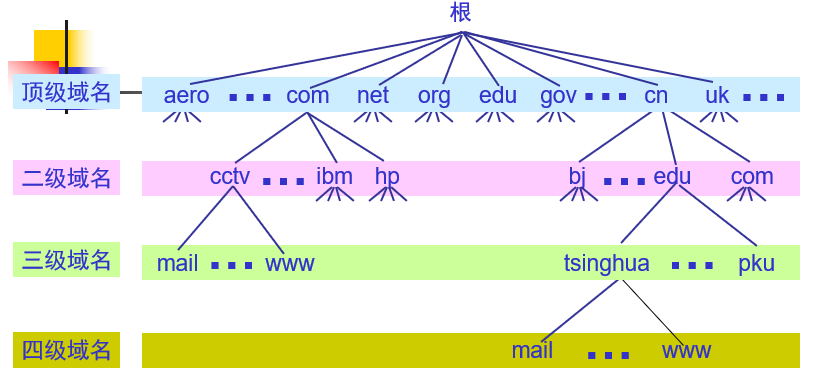 根
顶级域名 aero ... com net org edu gov ... cn uk ...
二级域名 cctv ... ibm hp bj ... edu com
三级域名 mail ... www tsinghua ... pku
四级域名 mail ... www